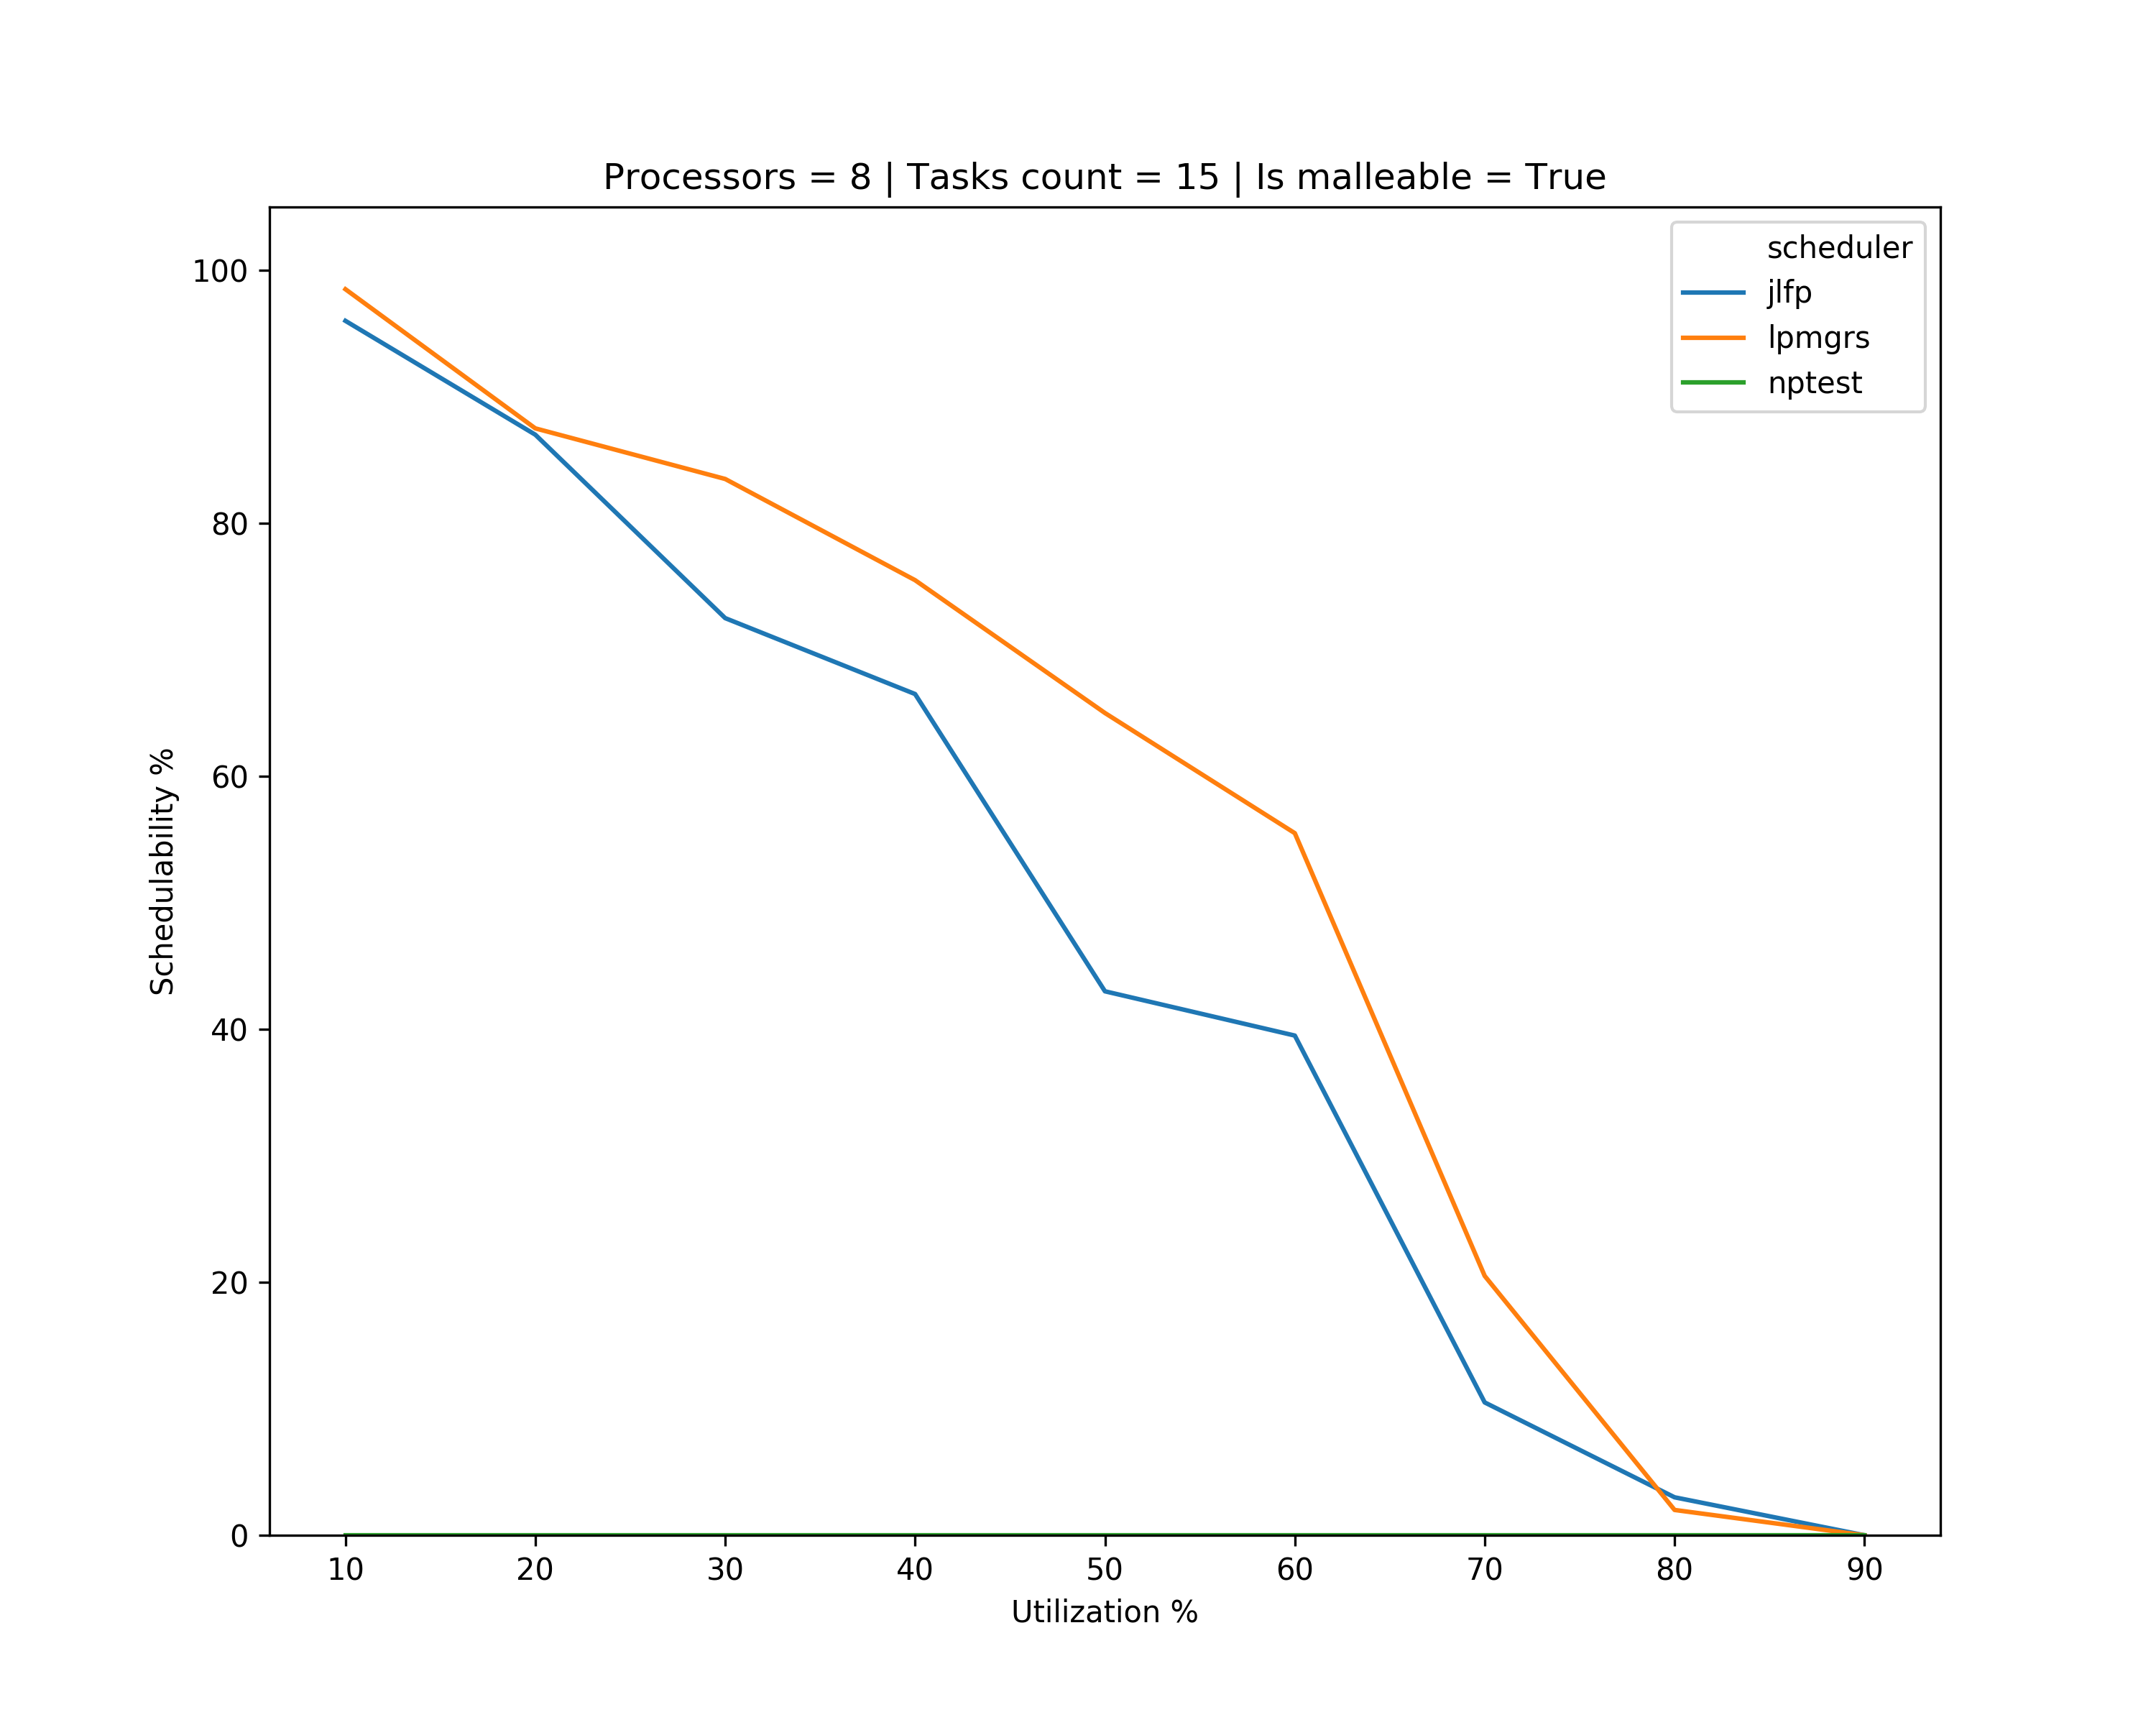 Processors = 8 | Tasks count = 15 | Is malleable = True
scheduler
jlfp
lpmgrs
nptest
Schedulability %
100
80
60
40
20
0
10 20 30 40 50 60 70 80 90
Utilization %